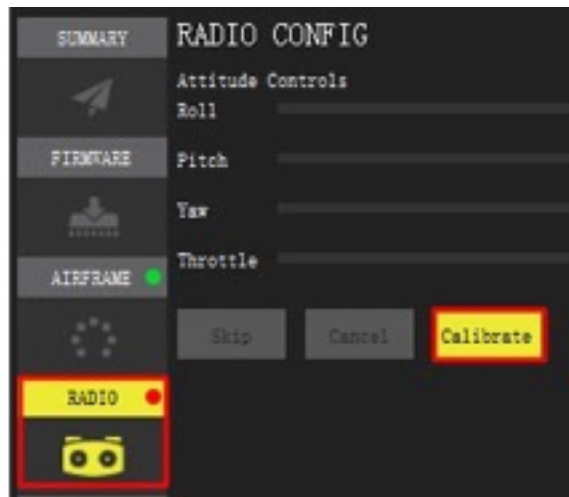 SUMMARY
RADIO CONFIG
Attitude Controls
Roll
FIRMWARE
Pitch
Yaw
AIRFRAME
Throttle
Skip
Cancel
Calibrate
RADIO